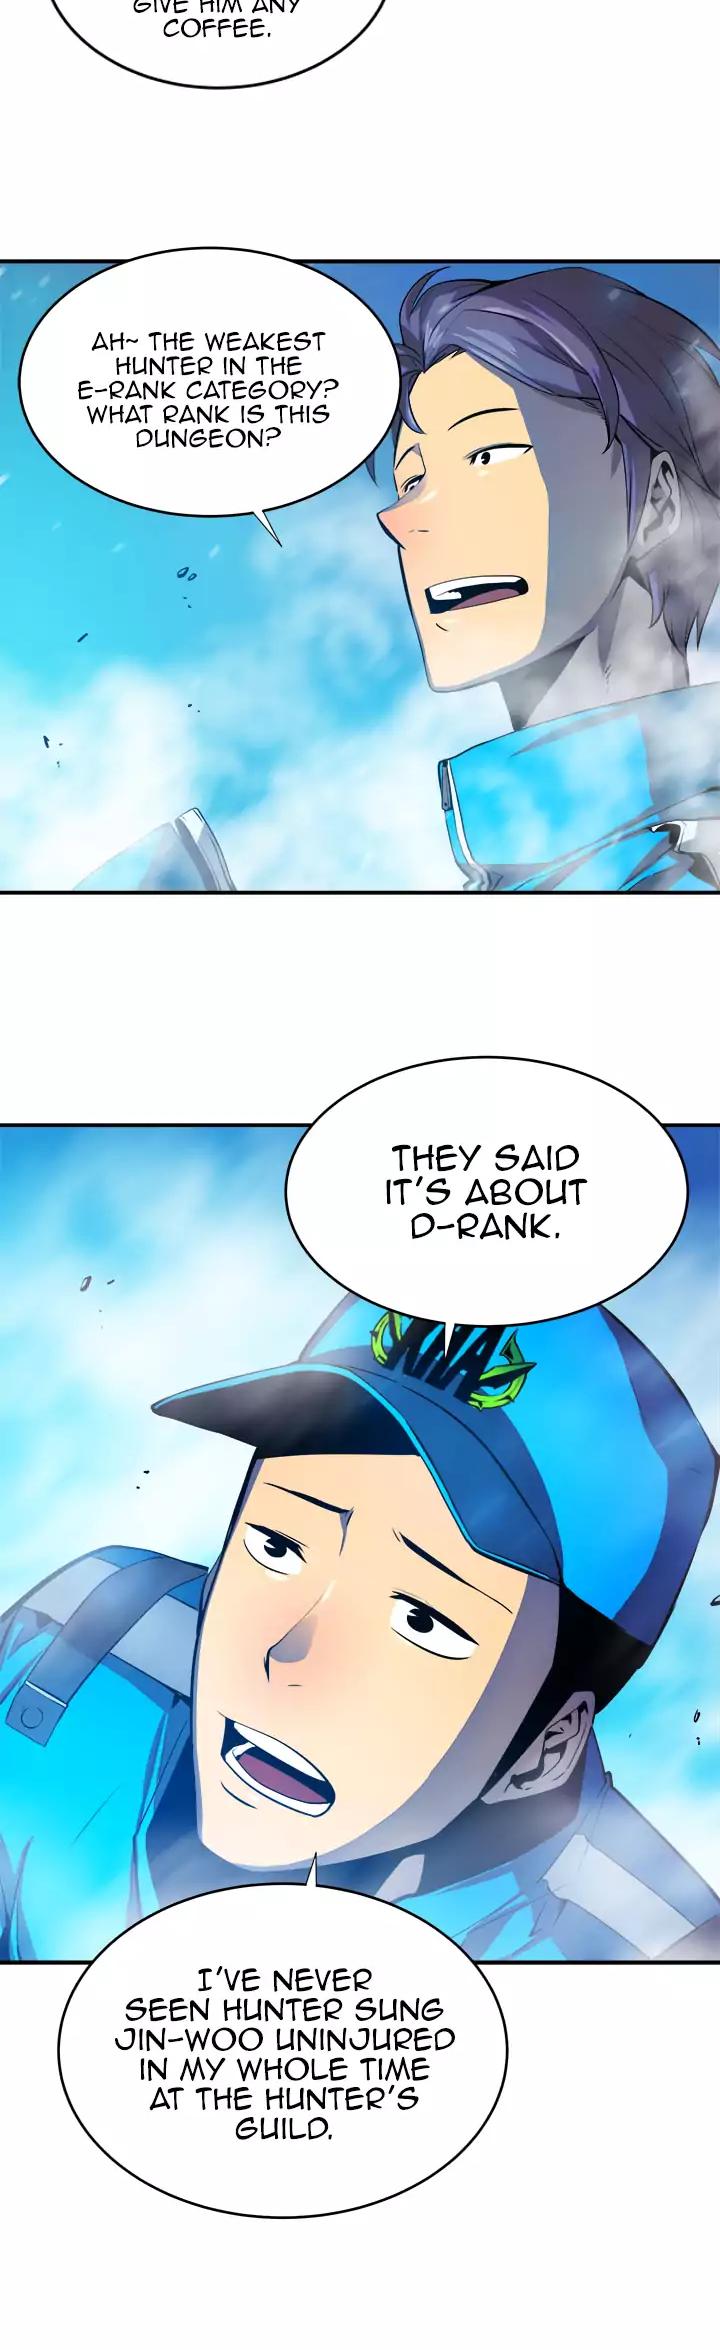 GIVE HIM ANY
COFFEE.
AH~ THE WEAKEST
HUNTER IN THE
E-RANK CATEGORY?
WHAT RANK IS THIS
DUNGEON?
THEY SAID
IT'S ABOUT
D-RANK.
I'VE NEVER
SEEN HUNTER SUNG
JIN-WOO UNINJURED
IN MY WHOLE TIME
AT THE HUNTER'S
GUILD.